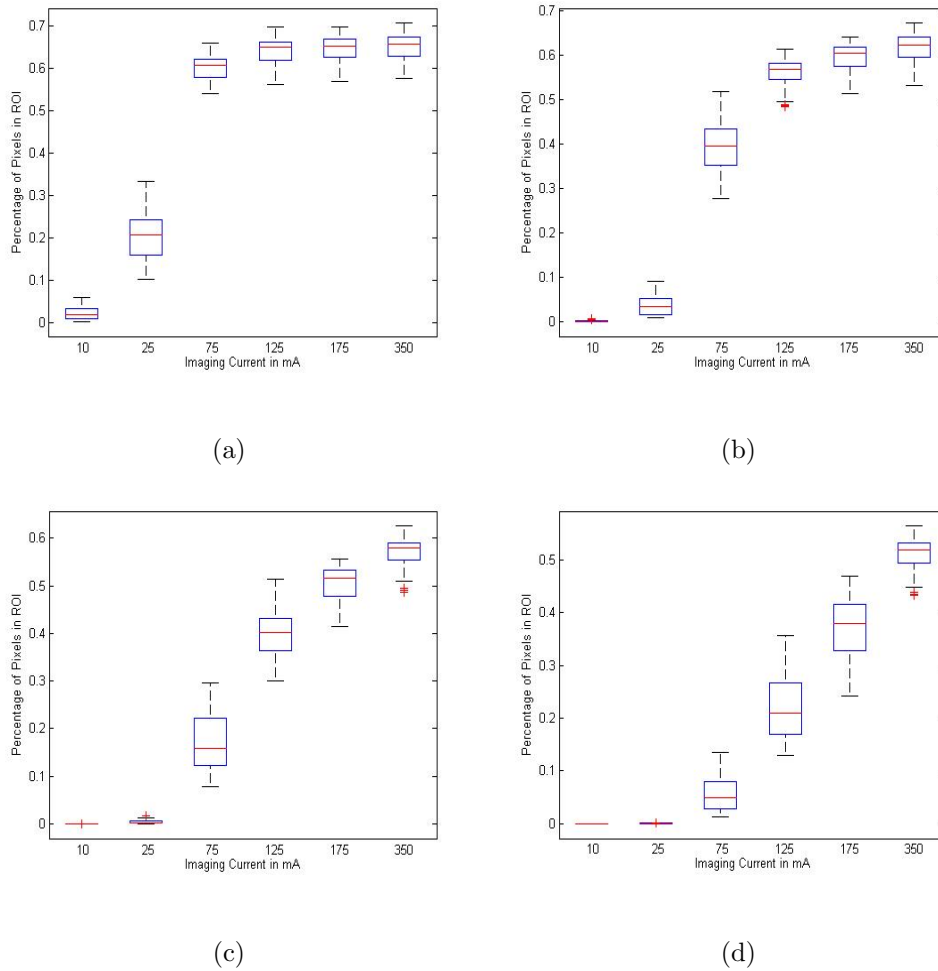 0.7
0.6
0.5
0.4
0.3
0.2
0.1
0
Percentage of Pixels in ROI
10 25 75 125 175 350
Imaging Current in mA
(a)
0.7
0.6
0.5
0.4
0.3
0.2
0.1
0
Percentage of Pixels in ROI
10 25 75 125 175 350
Imaging Current in mA
(b)
0.6
0.5
0.4
0.3
0.2
0.1
0
Percentage of Pixels in ROI
10 25 75 125 175 350
Imaging Current in mA
(c)
0.5
0.4
0.3
0.2
0.1
0
Percentage of Pixels in ROI
10 25 75 125 175 350
Imaging Current in mA
(d)